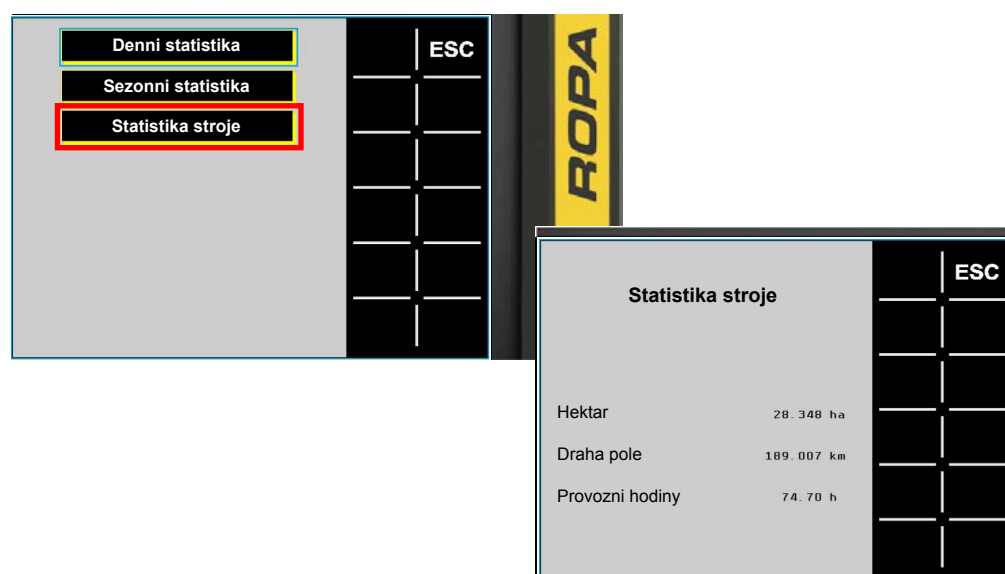 Denni statistika
ESC
Sezonni statistika
Statistika stroje
ROPA
ESC
Statistika stroje
Hektar 28.348 ha
Draha pole 189.007 km
Provozni hodiny 74.70 h